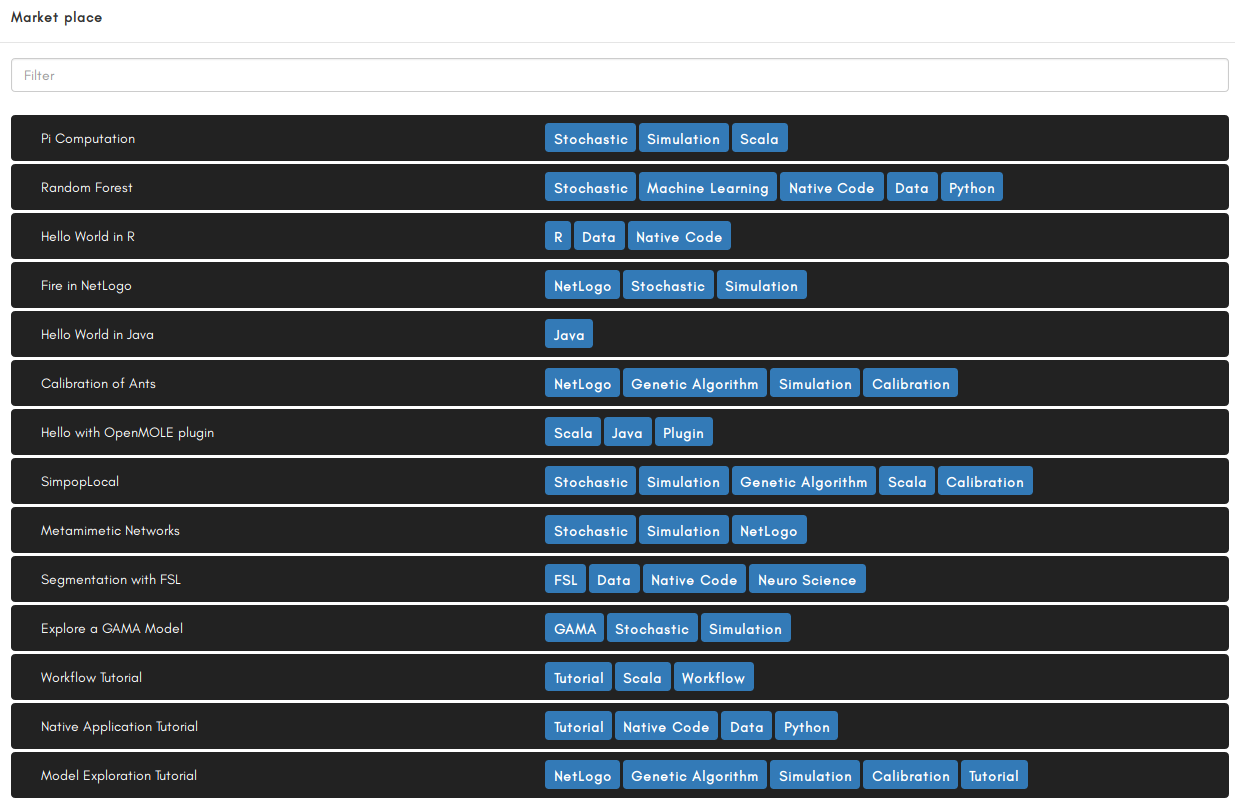 Market place
Filter
Pi Computation Stochastic Simulation Scala
Random Forest Stochastic Machine Learning Native Code Data Python
Hello World in R R Data Native Code
Fire in NetLogo NetLogo Stochastic Simulation
Hello World in Java Java
Calibration of Ants NetLogo Genetic Algorithm Simulation Calibration
Hello with OpenMOLE plugin Scala Java Plugin
SimpopLocal Stochastic Simulation Genetic Algorithm Scala Calibration
Metamimetic Networks Stochastic Simulation NetLogo
Segmentation with FSL FSL Data Native Code Neuro Science
Explore a GAMA Model GAMA Stochastic Simulation
Workflow Tutorial Tutorial Scala Workflow
Native Application Tutorial Tutorial Native Code Data Python
Model Exploration Tutorial NetLogo Genetic Algorithm Simulation Calibration Tutorial